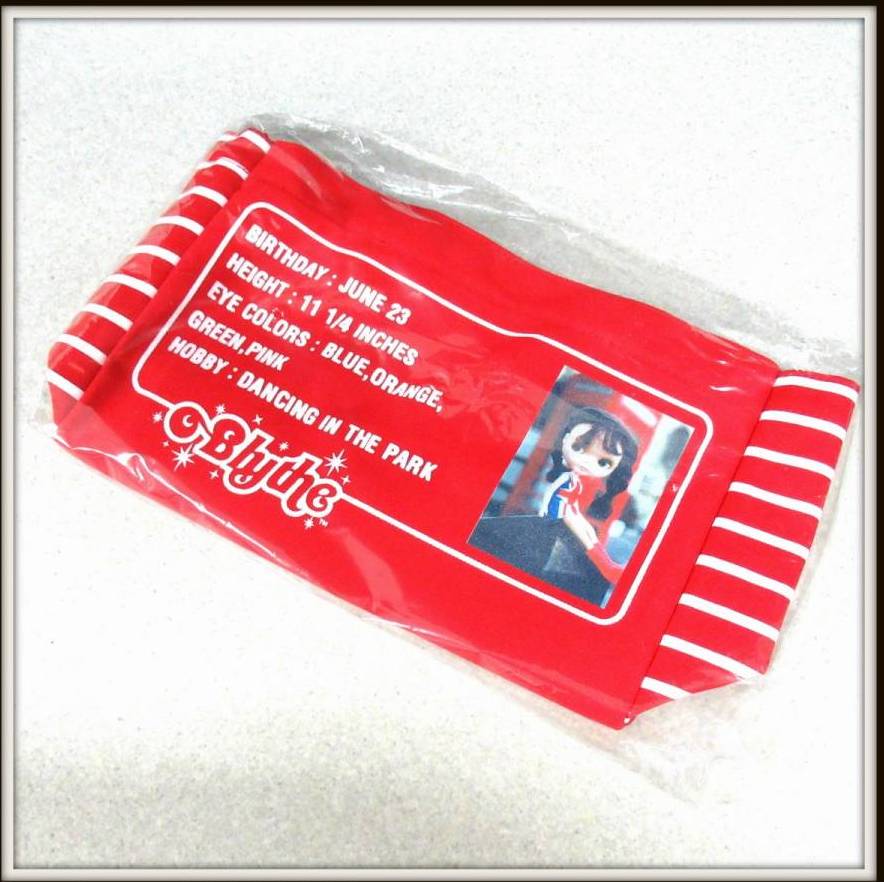 BIRTHDAY : JUNE 23
HEIGHT : 11 1/4 INCHES
EYE COLORS : BLUE,ORANGE,
GREEN,PINK
HOBBY : DANCING IN THE PARK
Blythe
TM